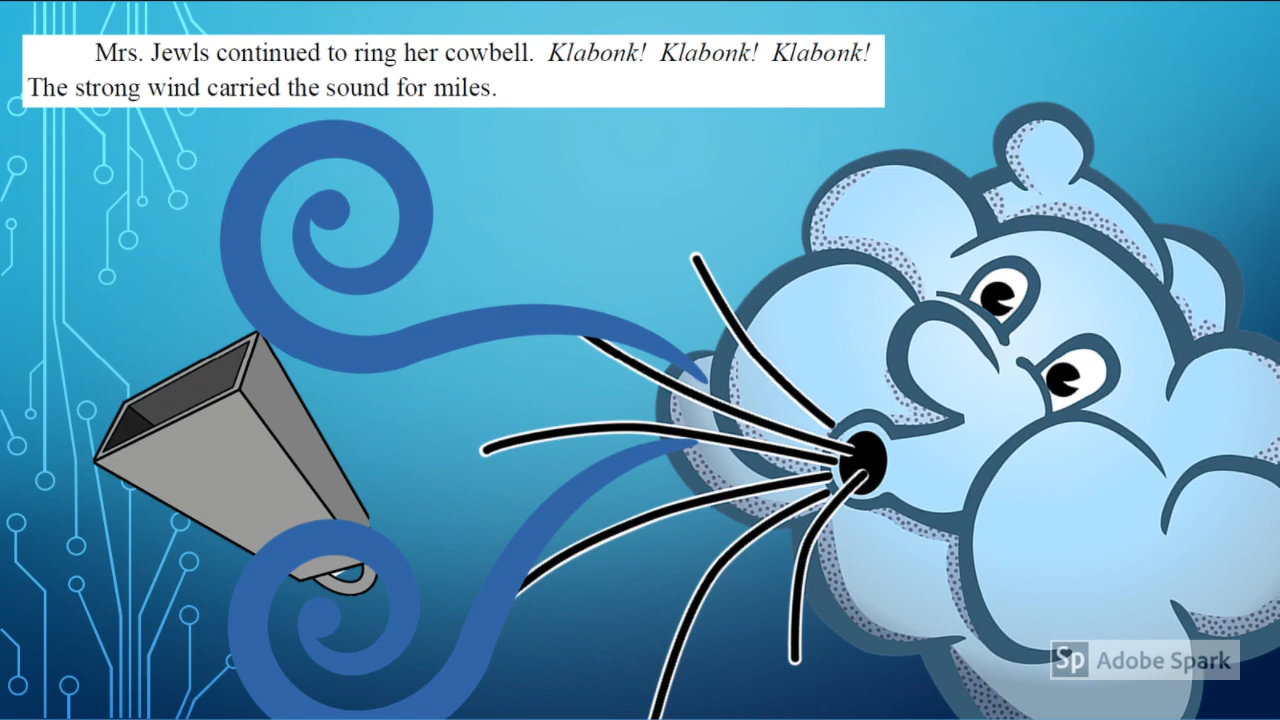 Mrs. Jewls continued to ring her cowbell. Klabonk! Klabonk! Klabonk!
The strong wind carried the sound for miles.
Sp Adobe Spark